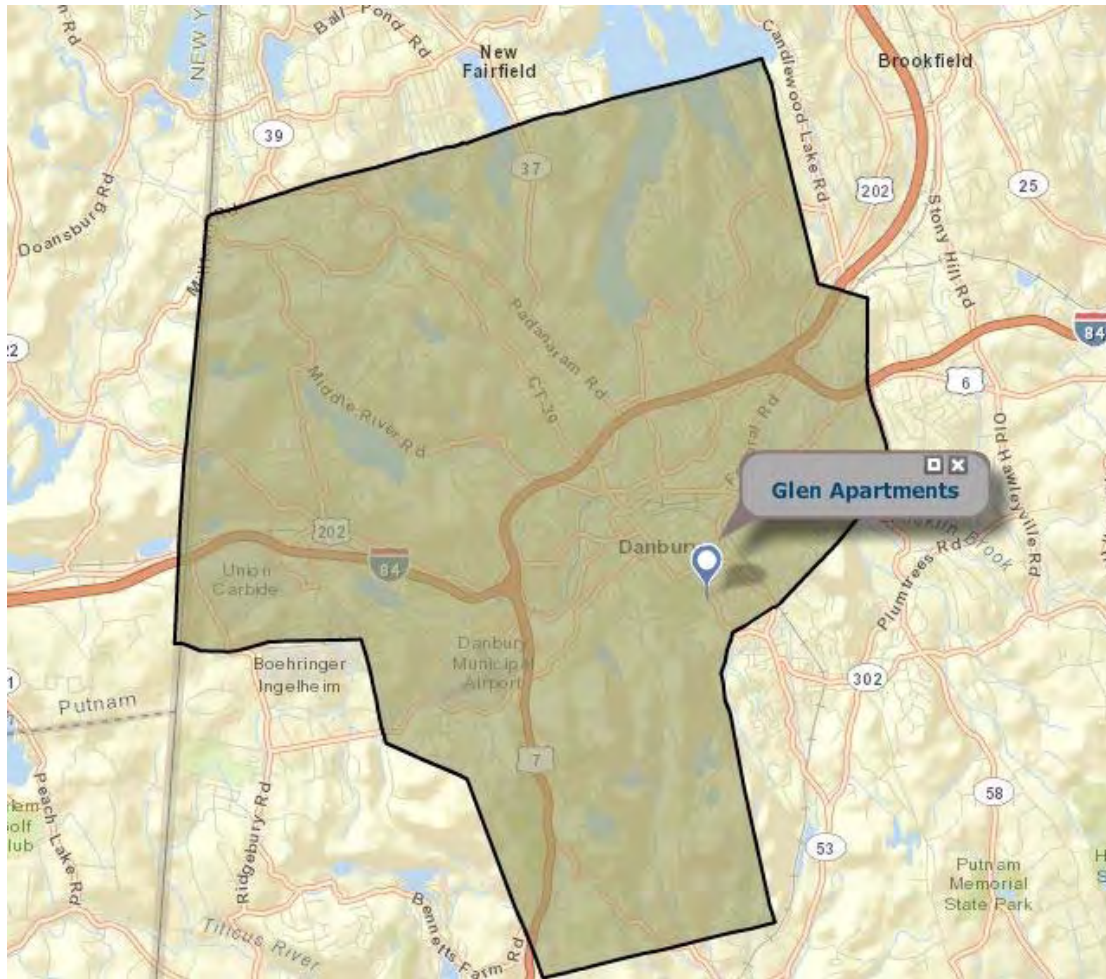 Ball Pond Rd
NEW Y
New
Fairfield
Candlewood Lake Rd
Brookfield
39
37
202
25
Doansburg Rd
Stony Hill Rd
Padanaram Rd
84
22
6
Middle River Rd
CT-39
Old Hawleyville Rd
Glen Apartments
202
Danbury
Brook
84
Union
Carbide
Plumtrees Rd
Danbury
Municipal
Airport
Boehringer
Ingelheim
302
Putnam
7
58
Peach Lake Rd
Ridgebury Rd
53
Putnam
Memorial
State Park
Titicus River
Bennetts Farm Rd